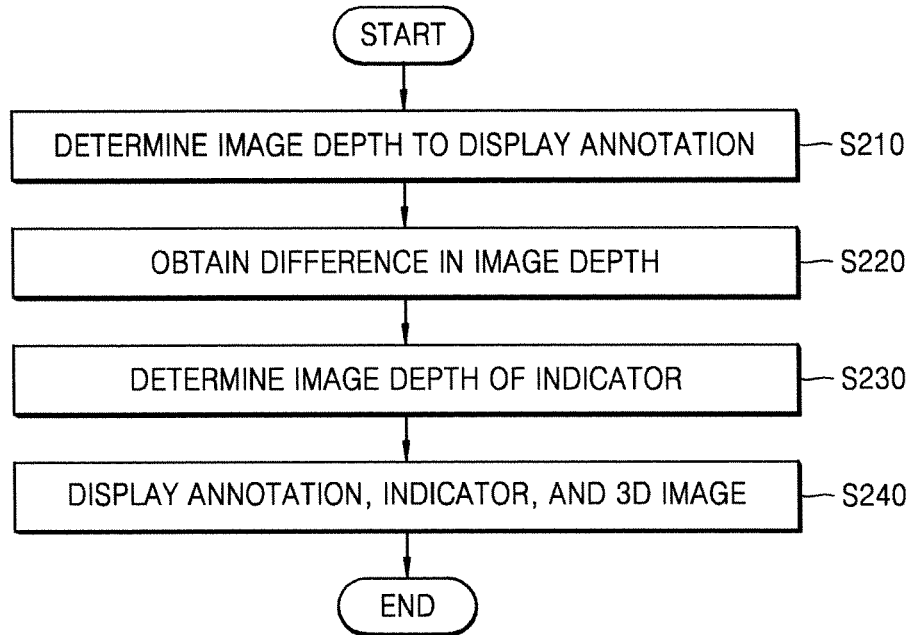 START
DETERMINE IMAGE DEPTH TO DISPLAY ANNOTATION
S210
OBTAIN DIFFERENCE IN IMAGE DEPTH
S220
DETERMINE IMAGE DEPTH OF INDICATOR
S230
DISPLAY ANNOTATION, INDICATOR, AND 3D IMAGE
S240
END